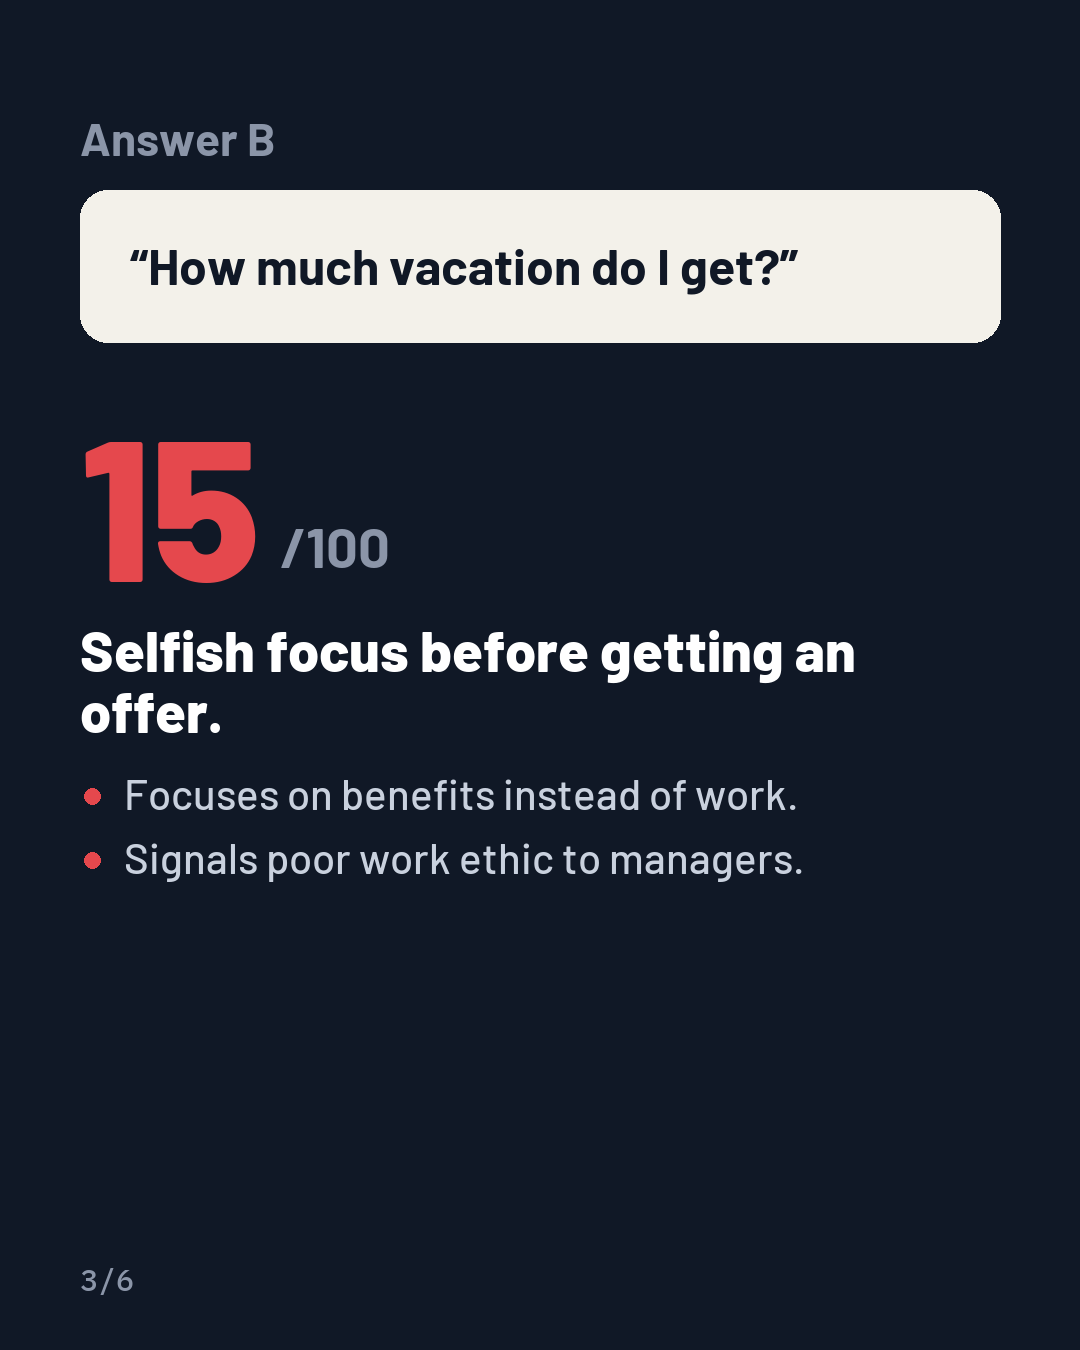 Answer B
“How much vacation do I get?”
15 /100
Selfish focus before getting an
offer.
• Focuses on benefits instead of work.
• Signals poor work ethic to managers.
3/6